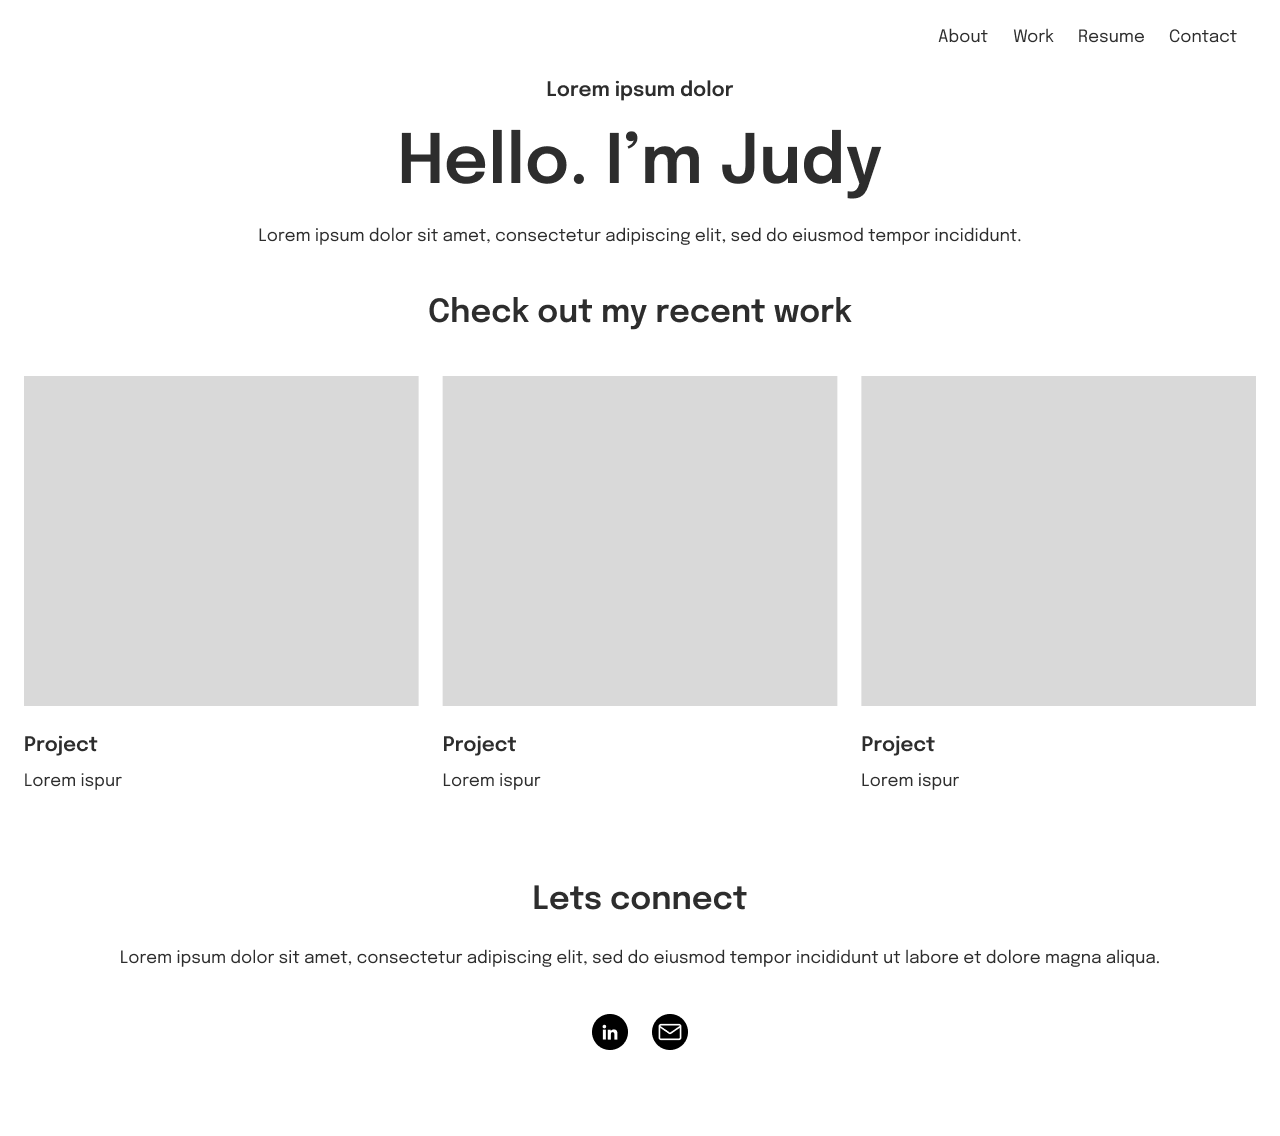 About Work Resume Contact
Lorem ipsum dolor
Hello. I’m Judy
Lorem ipsum dolor sit amet, consectetur adipiscing elit, sed do eiusmod tempor incididunt.
Check out my recent work
Project
Lorem ispur
Project
Lorem ispur
Project
Lorem ispur
Lets connect
Lorem ipsum dolor sit amet, consectetur adipiscing elit, sed do eiusmod tempor incididunt ut labore et dolore magna aliqua.
in